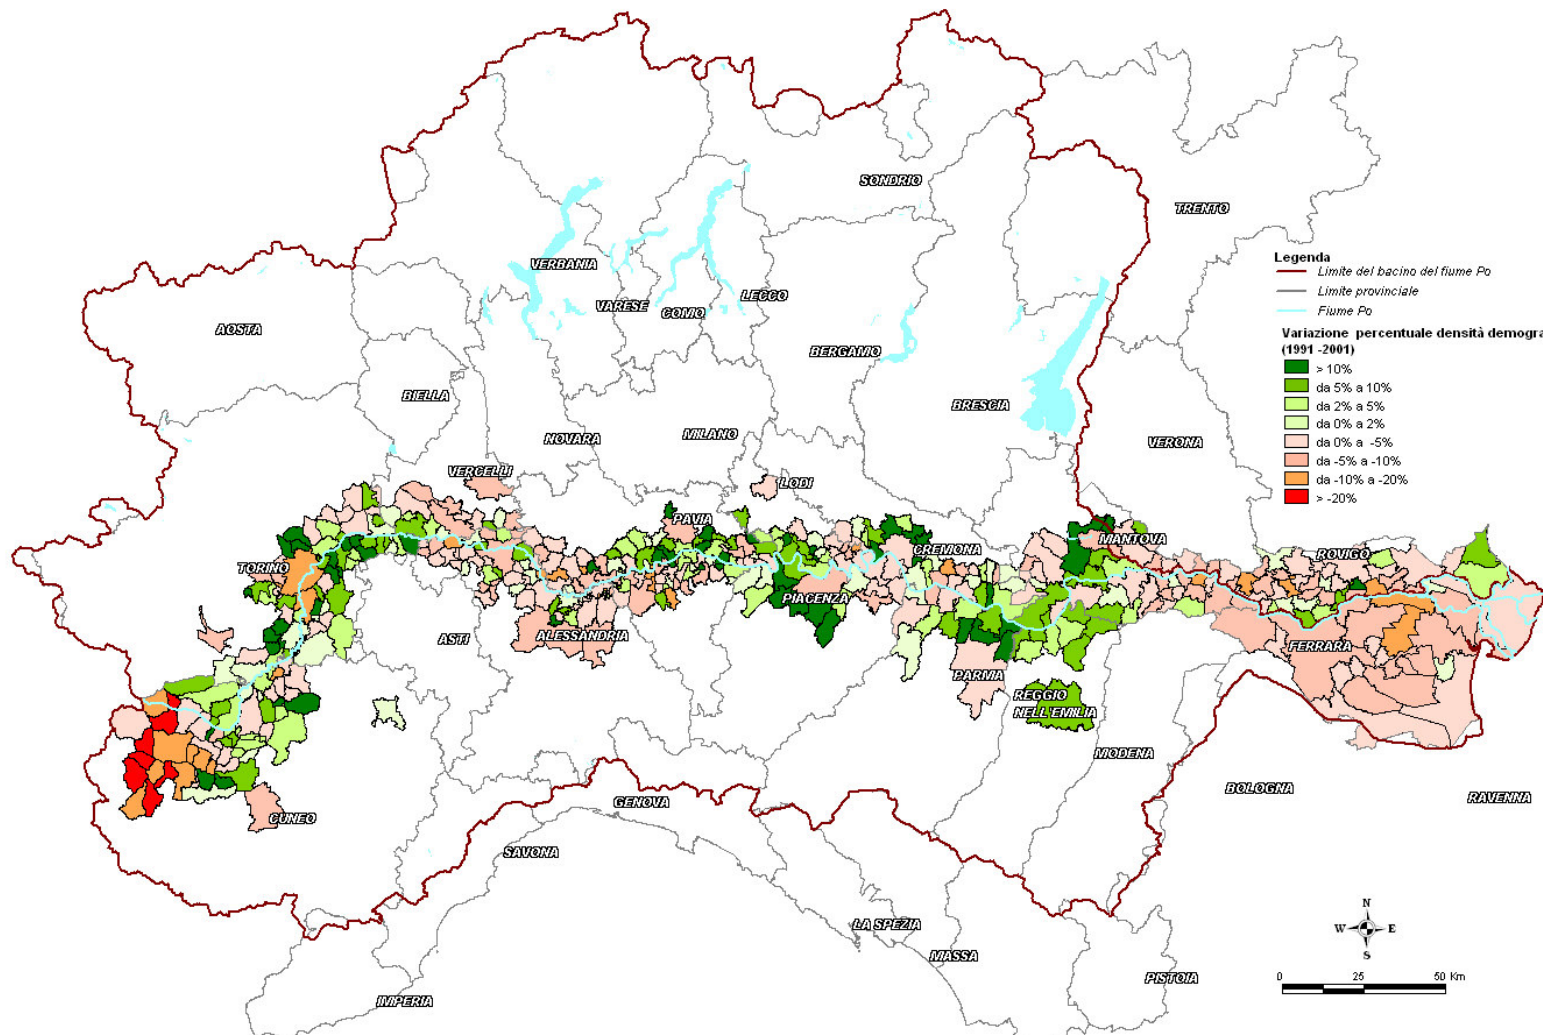 SONDRIO
TRENTO
Legenda
Limite del bacino del fiume Po
Limite provinciale
Fiume Po
VERBANIA
VARESE
COMO
LECCO
AOSTA
BERGAMO
Variazione percentuale densità demogra
(1991 -2001)
> 10%
da 5% a 10%
da 2% a 5%
da 0% a 2%
da 0% a -5%
da -5% a -10%
da -10% a -20%
> -20%
BIELLA
BRESCIA
NOVARA
MILANO
VERONA
VERCELLI
LODI
PAVIA
CREMONA
MANTOVA
ROVIGO
TORINO
PIACENZA
ASTI
ALESSANDRIA
FERRARA
PARMA
REGGIO
NELL'EMILIA
MODENA
BOLOGNA
RAVENNA
CUNEO
GENOVA
SAVONA
LA SPEZIA
MASSA
PISTOIA
IMPERIA
N
W E
S
0 25 50 Km